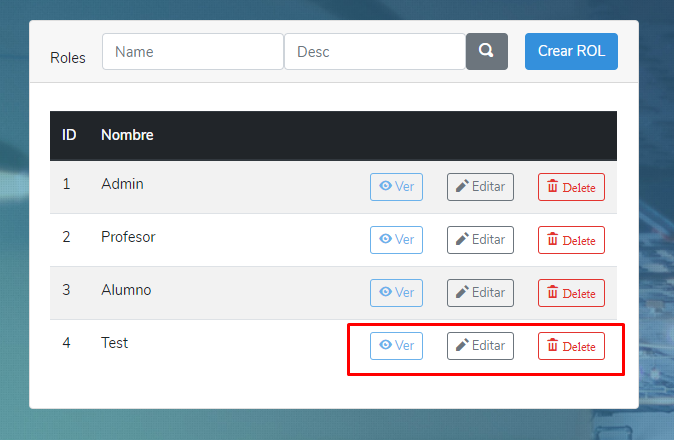 Roles Name Desc Crear ROL
ID Nombre
1 Admin Ver Editar Delete
2 Profesor Ver Editar Delete
3 Alumno Ver Editar Delete
4 Test Ver Editar Delete